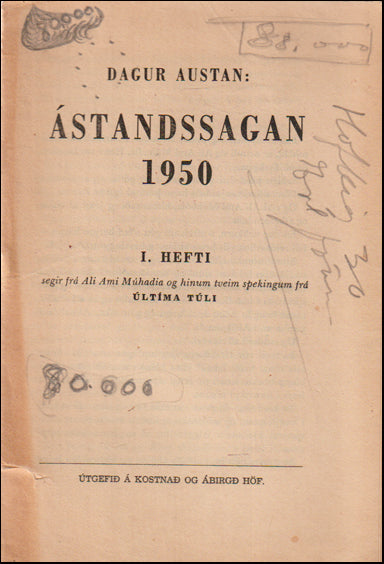 88.000
DAGUR AUSTAN:
ÁSTANDSSAGAN
1950
I. HEFTI
segir frá Ali Ami Múhadia og hinum tveim spekingum frá
ÚLTÍMA TÚLI
80.000
ÚTGEFIÐ Á KOSTNAÐ OG ÁBIRGÐ HÖF.
30